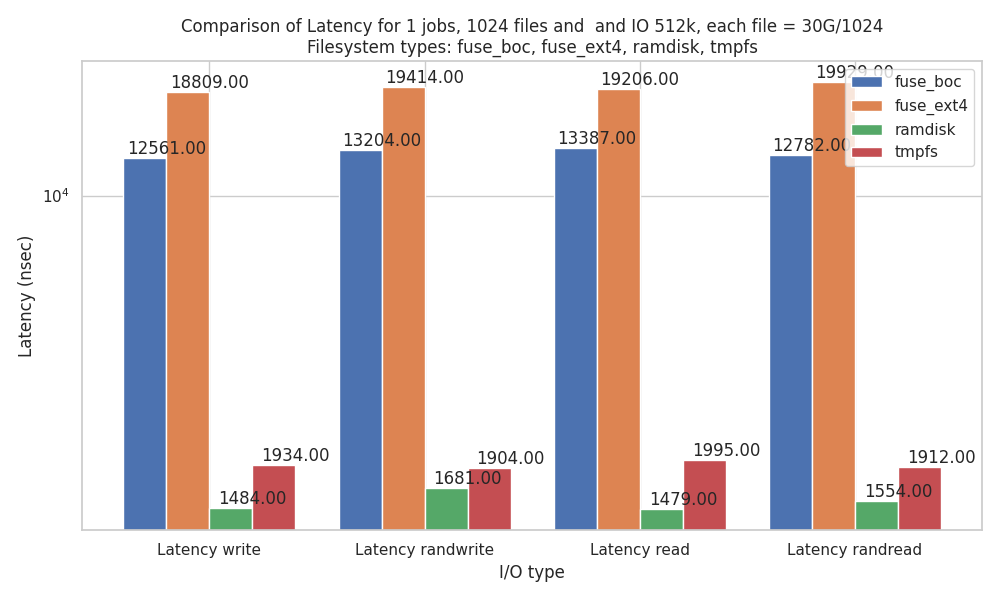 Comparison of Latency for 1 jobs, 1024 files and  and IO 512k, each file = 30G/1024
Filesystem types: fuse_boc, fuse_ext4, ramdisk, tmpfs
fuse_boc
fuse_ext4
ramdisk
tmpfs
18809.00
19414.00
19206.00
19929.00
12561.00
13204.00
13387.00
12782.00
10⁴
Latency (nsec)
1934.00
1904.00
1995.00
1912.00
1484.00
1681.00
1479.00
1554.00
Latency write
Latency randwrite
Latency read
Latency randread
I/O type